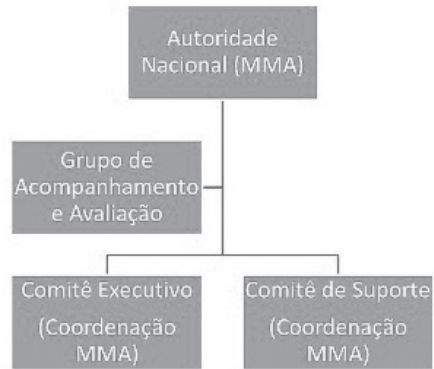 Autoridade
Nacional (MMA)
Grupo de
Acompanhamento
e Avaliação
Comitê Executivo
(Coordenação
MMA)
Comitê de Suporte
(Coordenação
MMA)